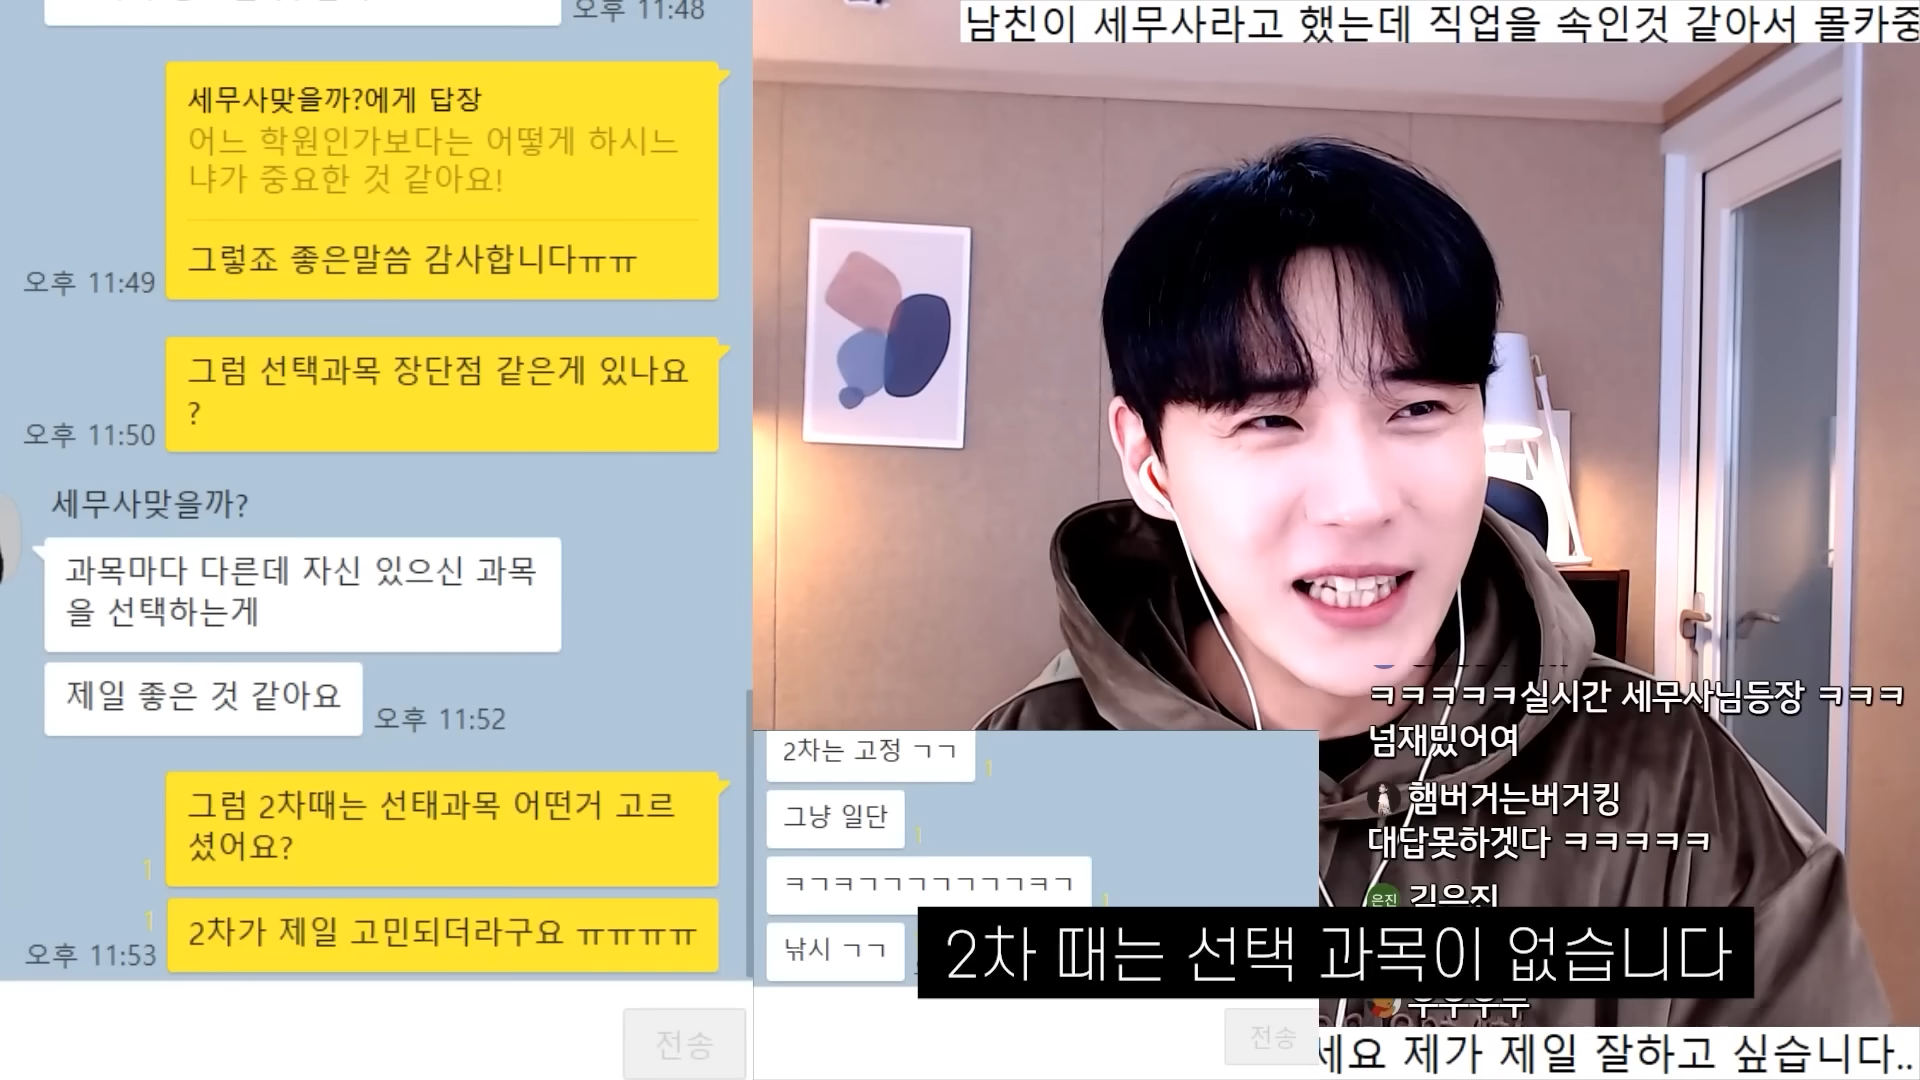 오후 11:48
세무사맞을까?에게 답장
어느 학원인가보다는 어떻게 하시느
냐가 중요한 것 같아요!
그렇죠 좋은말씀 감사합니다ㅠㅠ
오후 11:49
그럼 선택과목 장단점 같은게 있나요
?
오후 11:50
세무사맞을까?
과목마다 다른데 자신 있으신 과목
을 선택하는게
제일 좋은 것 같아요
오후 11:52
그럼 2차때는 선태과목 어떤거 고르
셨어요?
1
2차가 제일 고민되더라구요 ㅠㅠㅠㅠ
1
오후 11:53
전송
남친이 세무사라고 했는데 직업을 속인것 같아서 몰카중
2차는 고정 ㄱㄱ
1
그냥 일단
1
ㅋㄱㅋㄱㄱㄱㄱㄱㄱㄱㅋㄱ
1
낚시 ㄱㄱ
전송
ㅋㅋㅋㅋㅋ실시간 세무사님등장 ㅋㅋㅋ
넘재밌어여
햄버거는버거킹
대답못하겠다 ㅋㅋㅋㅋㅋ
은진 김은진
2차 때는 선택 과목이 없습니다
세요 제가 제일 잘하고 싶습니다..